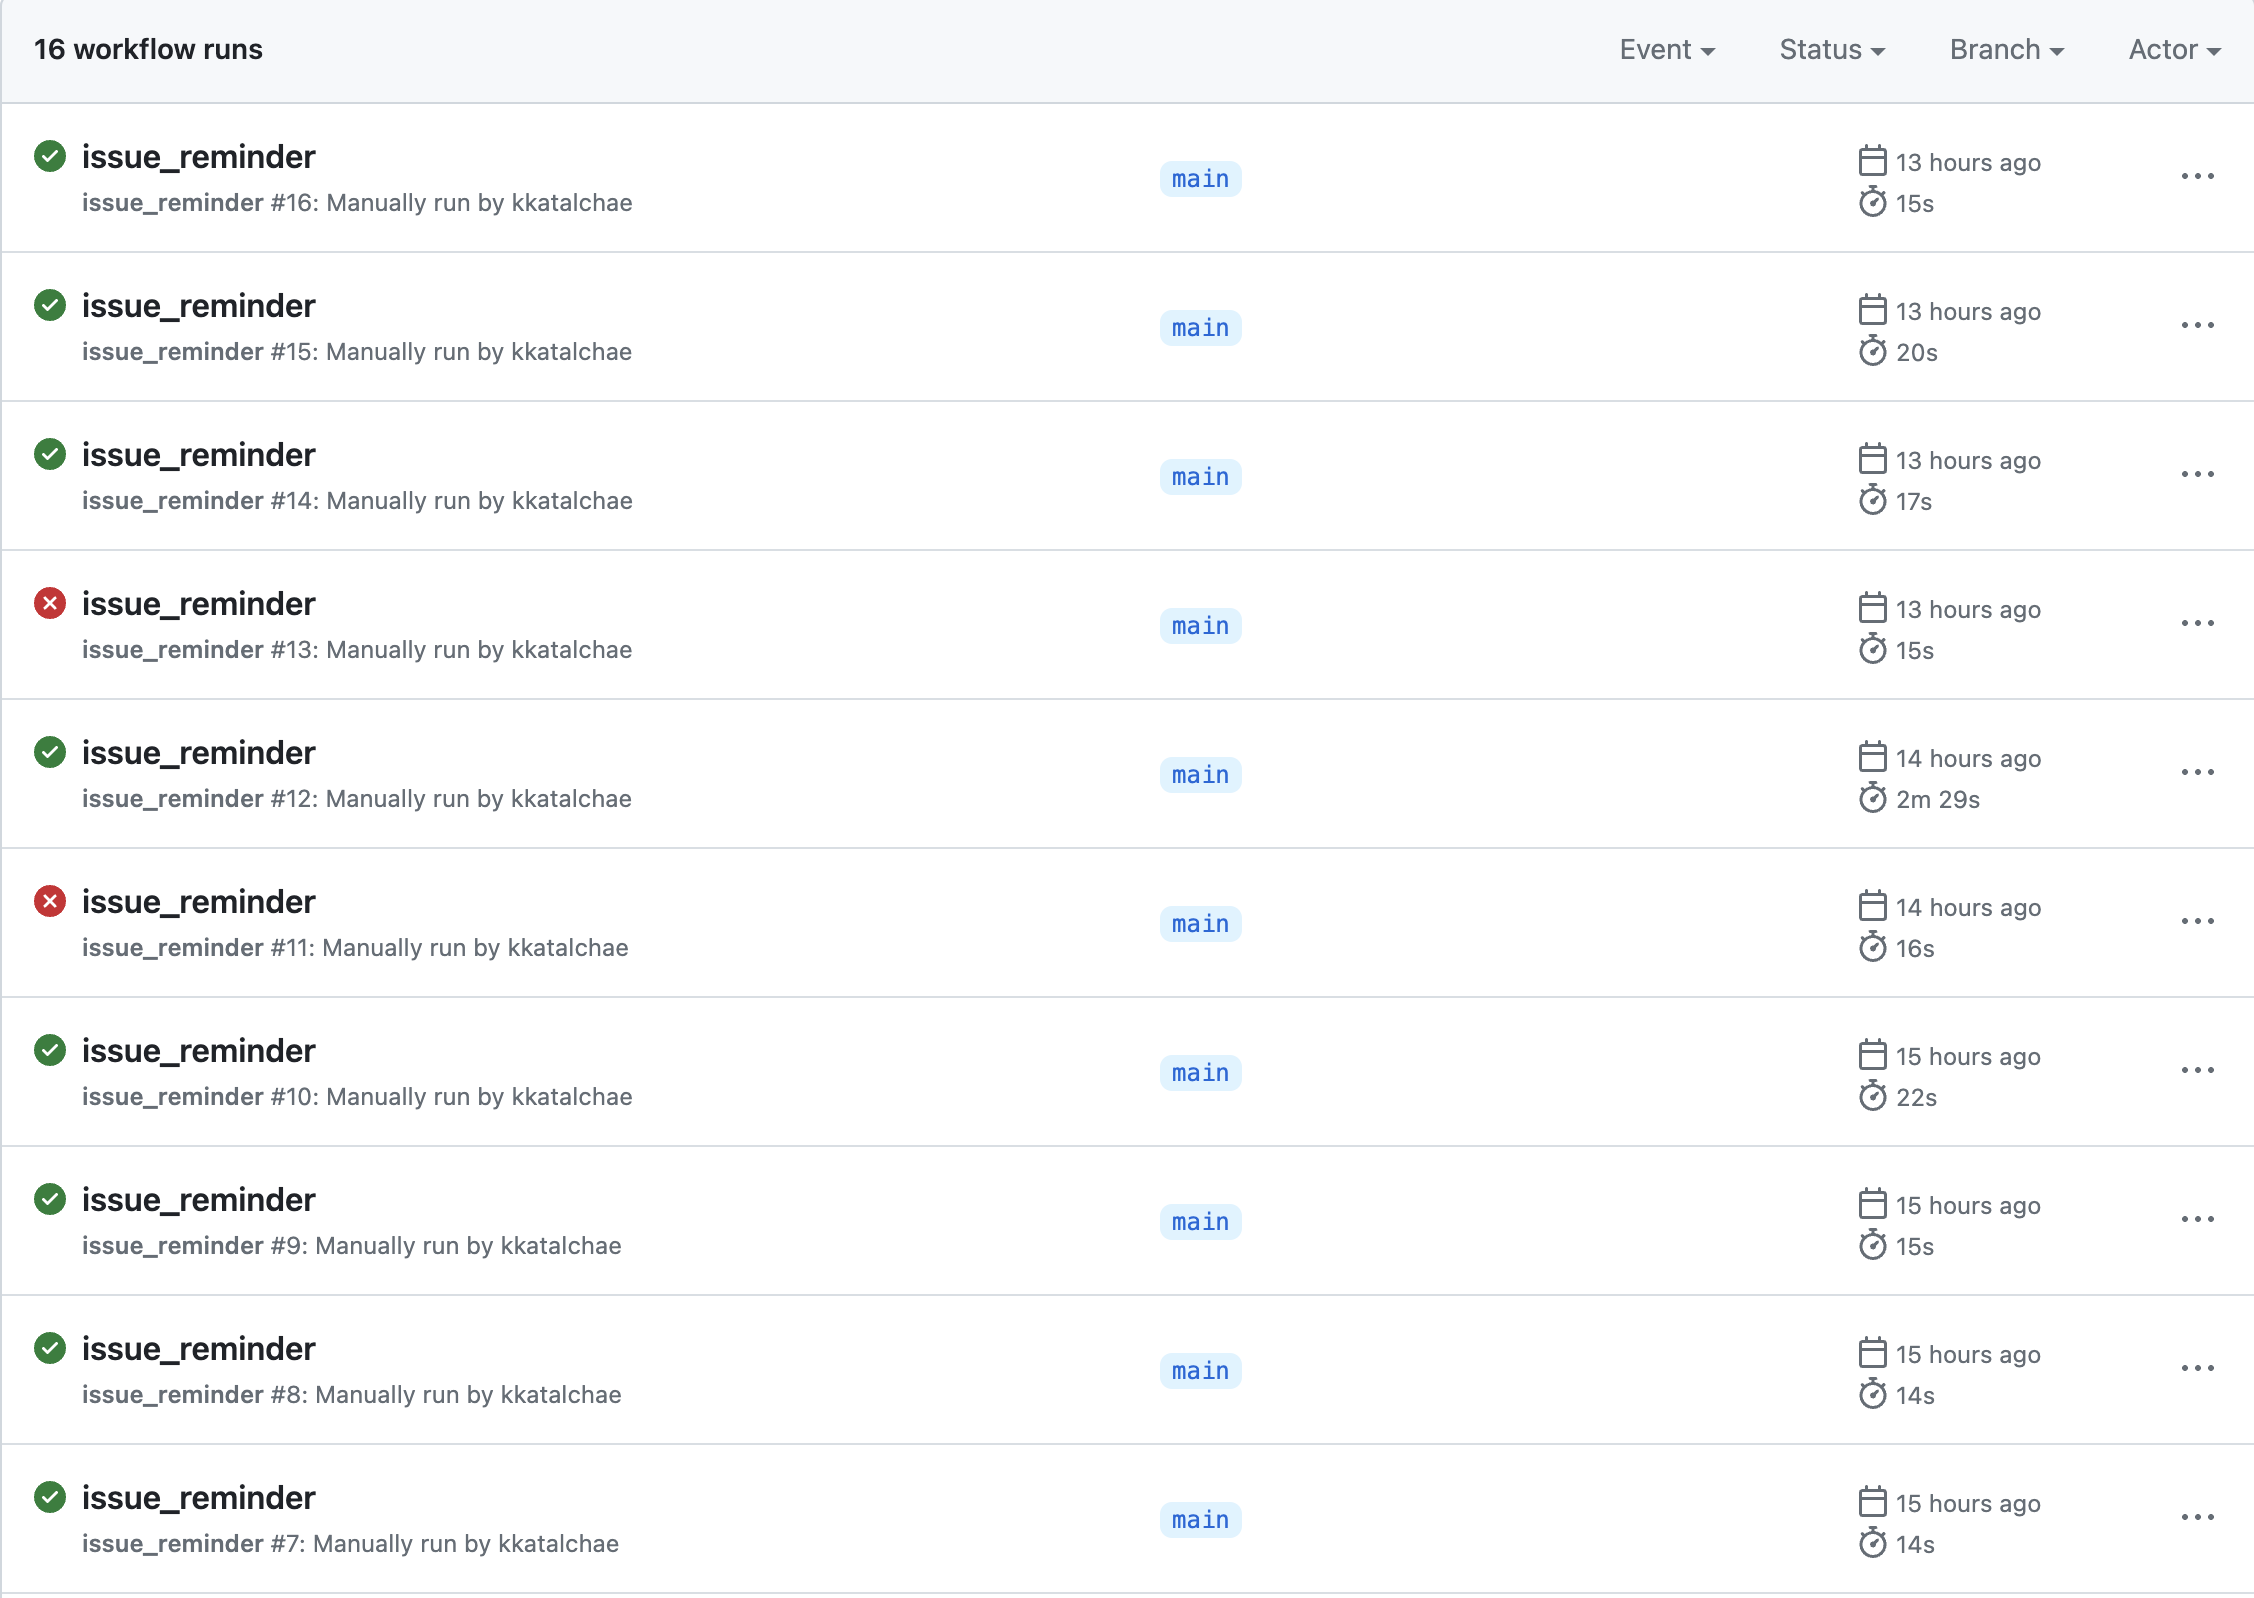 16 workflow runs Event Status Branch Actor
issue_reminder
issue_reminder #16: Manually run by kkatalchae
main
13 hours ago
15s
issue_reminder
issue_reminder #15: Manually run by kkatalchae
main
13 hours ago
20s
issue_reminder
issue_reminder #14: Manually run by kkatalchae
main
13 hours ago
17s
issue_reminder
issue_reminder #13: Manually run by kkatalchae
main
13 hours ago
15s
issue_reminder
issue_reminder #12: Manually run by kkatalchae
main
14 hours ago
2m 29s
issue_reminder
issue_reminder #11: Manually run by kkatalchae
main
14 hours ago
16s
issue_reminder
issue_reminder #10: Manually run by kkatalchae
main
15 hours ago
22s
issue_reminder
issue_reminder #9: Manually run by kkatalchae
main
15 hours ago
15s
issue_reminder
issue_reminder #8: Manually run by kkatalchae
main
15 hours ago
14s
issue_reminder
issue_reminder #7: Manually run by kkatalchae
main
15 hours ago
14s